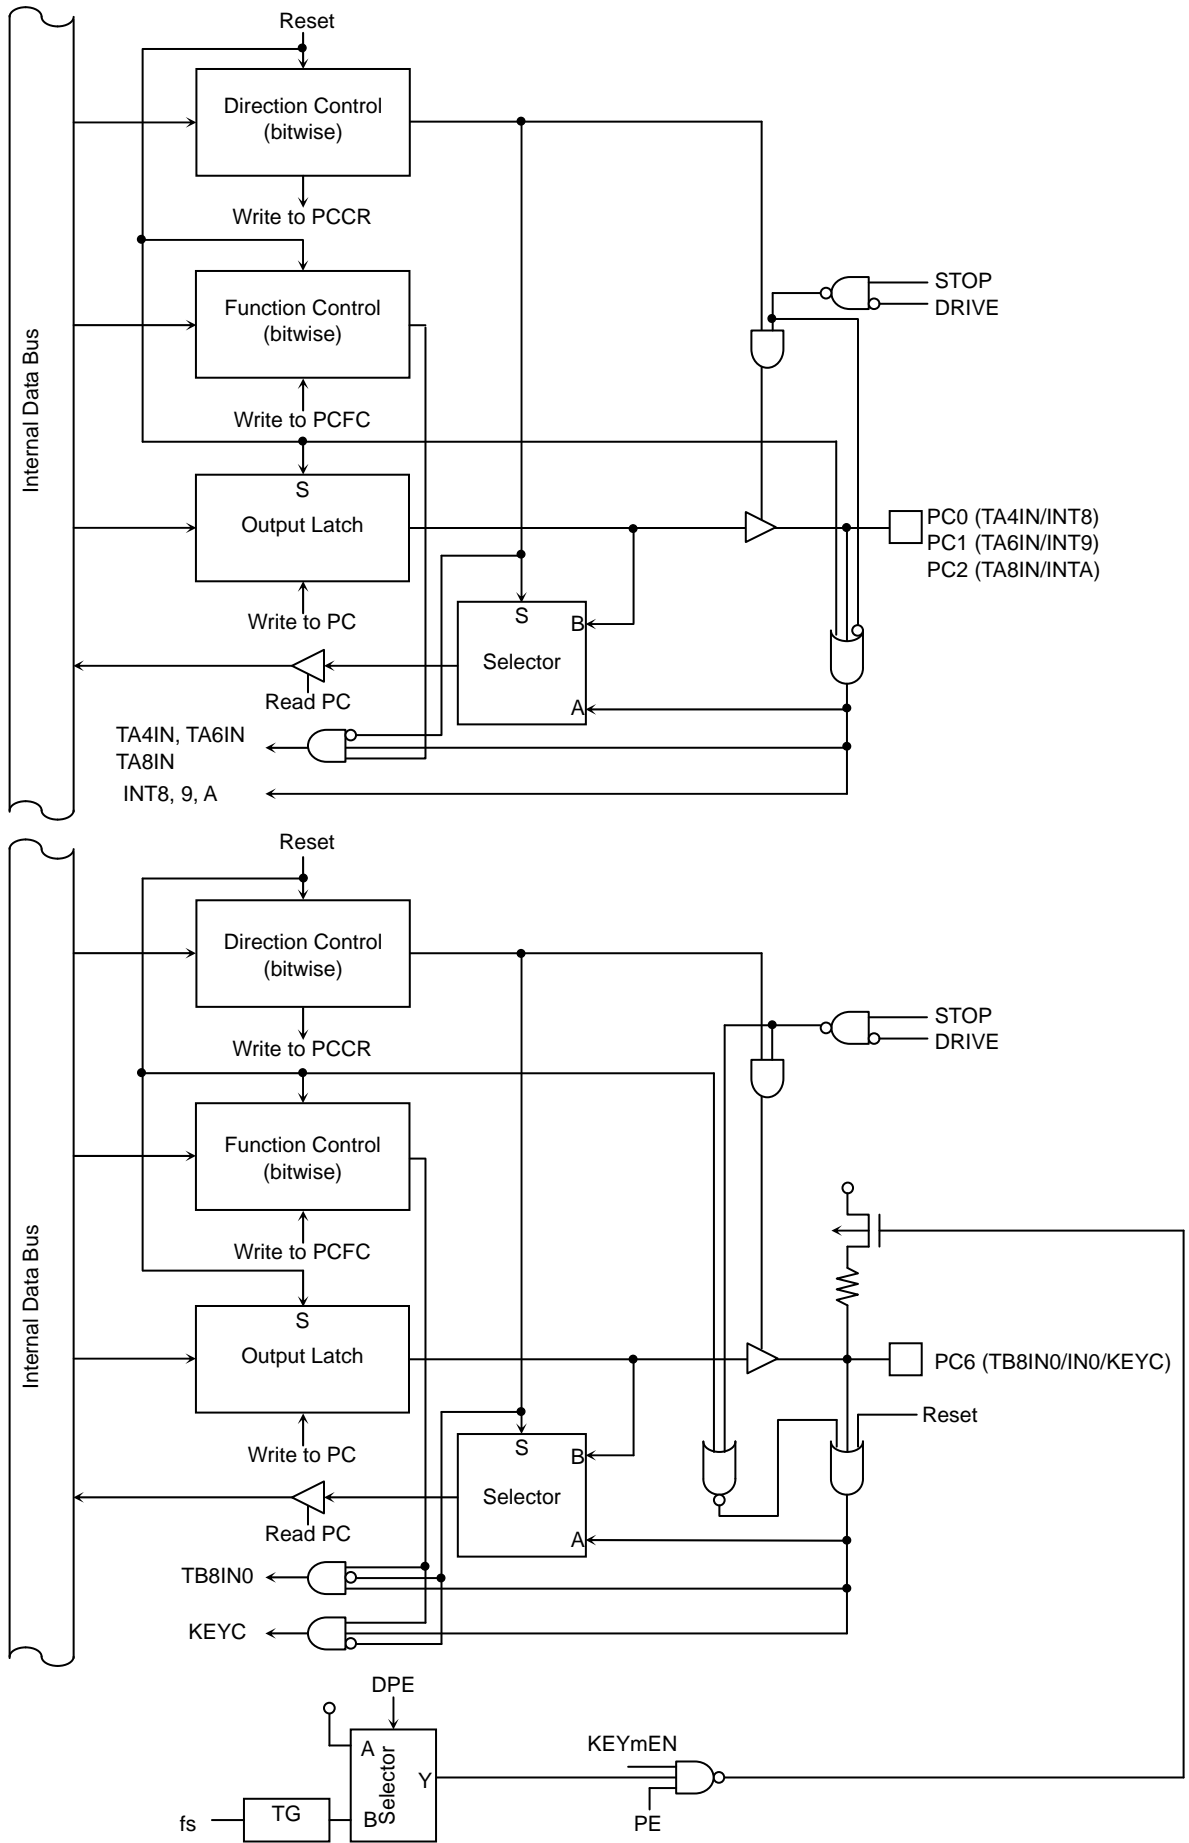 Reset
Direction Control
(bitwise)
Write to PCCR
Function Control
(bitwise)
STOP
DRIVE
Internal Data Bus
Write to PCFC
S
Output Latch
PC0 (TA4IN/INT8)
PC1 (TA6IN/INT9)
PC2 (TA8IN/INTA)
Write to PC
S
B
Selector
A
Read PC
TA4IN, TA6IN
TA8IN
INT8, 9, A
Reset
Direction Control
(bitwise)
STOP
DRIVE
Write to PCCR
Function Control
(bitwise)
Internal Data Bus
Write to PCFC
S
Output Latch
PC6 (TB8IN0/IN0/KEYC)
Reset
Write to PC
S
B
Selector
A
Read PC
TB8IN0
KEYC
DPE
A
Selector
Y
B
KEYmEN
PE
fs
TG